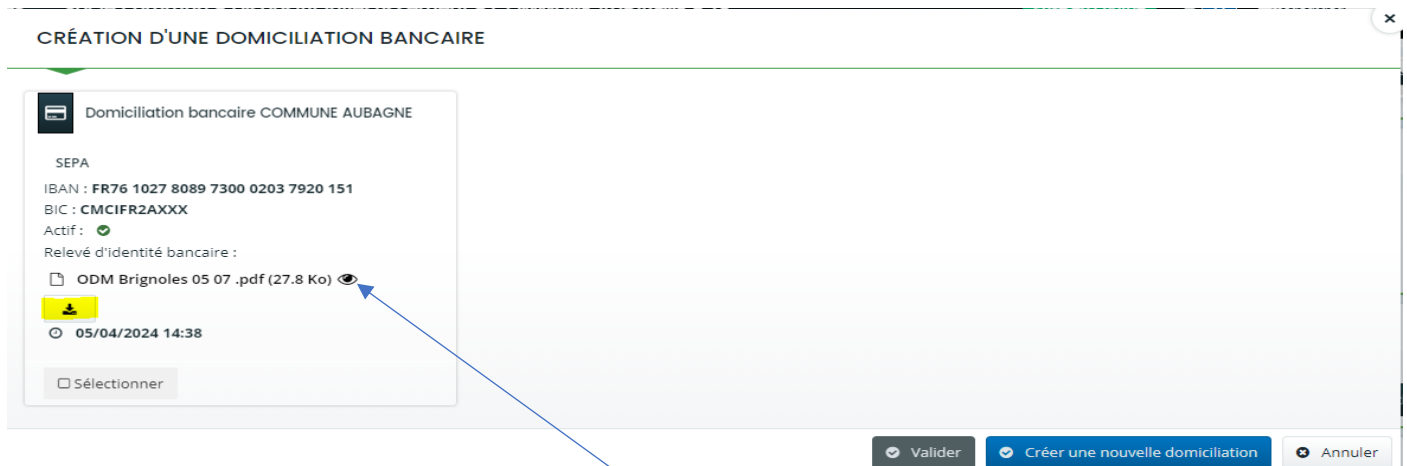 CRÉATION D'UNE DOMICILIATION BANCAIRE
Domiciliation bancaire COMMUNE AUBAGNE
SEPA
IBAN : FR76 1027 8089 7300 0203 7920 151
BIC : CMCIFR2AXXX
Actif :
Relevé d'identité bancaire :
ODM Brignoles 05 07 .pdf (27.8 Ko)
05/04/2024 14:38
Sélectionner
Valider
Créer une nouvelle domiciliation
Annuler